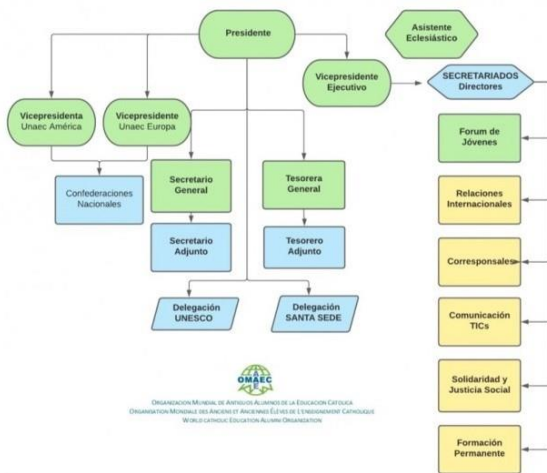 Presidente
Asistente
Eclesiástico
Vicepresidente
Ejecutivo
SECRETARIADOS
Directores
Vicepresidenta
Unaec América
Vicepresidente
Unaec Europa
Forum de
Jóvenes
Confederaciones
Nacionales
Secretario
General
Tesorera
General
Relaciones
Internacionales
Secretario
Adjunto
Tesorero
Adjunto
Corresponsales
Delegación
UNESCO
Delegación
SANTA SEDE
Comunicación
TICs
OMAEC
ORGANIZACIÓN MUNDIAL DE ANTIGUOS ALUMNOS DE LA EDUCACIÓN CATÓLICA
ORGANISATION MONDIALE DES ANCIENS ET ANCIENNES ÉLÈVES DE L'ENSEIGNEMENT CATHOLIQUE
WORLD CATHOLIC EDUCATION ALUMNI ORGANISATION
Solidaridad y
Justicia Social
Formación
Permanente